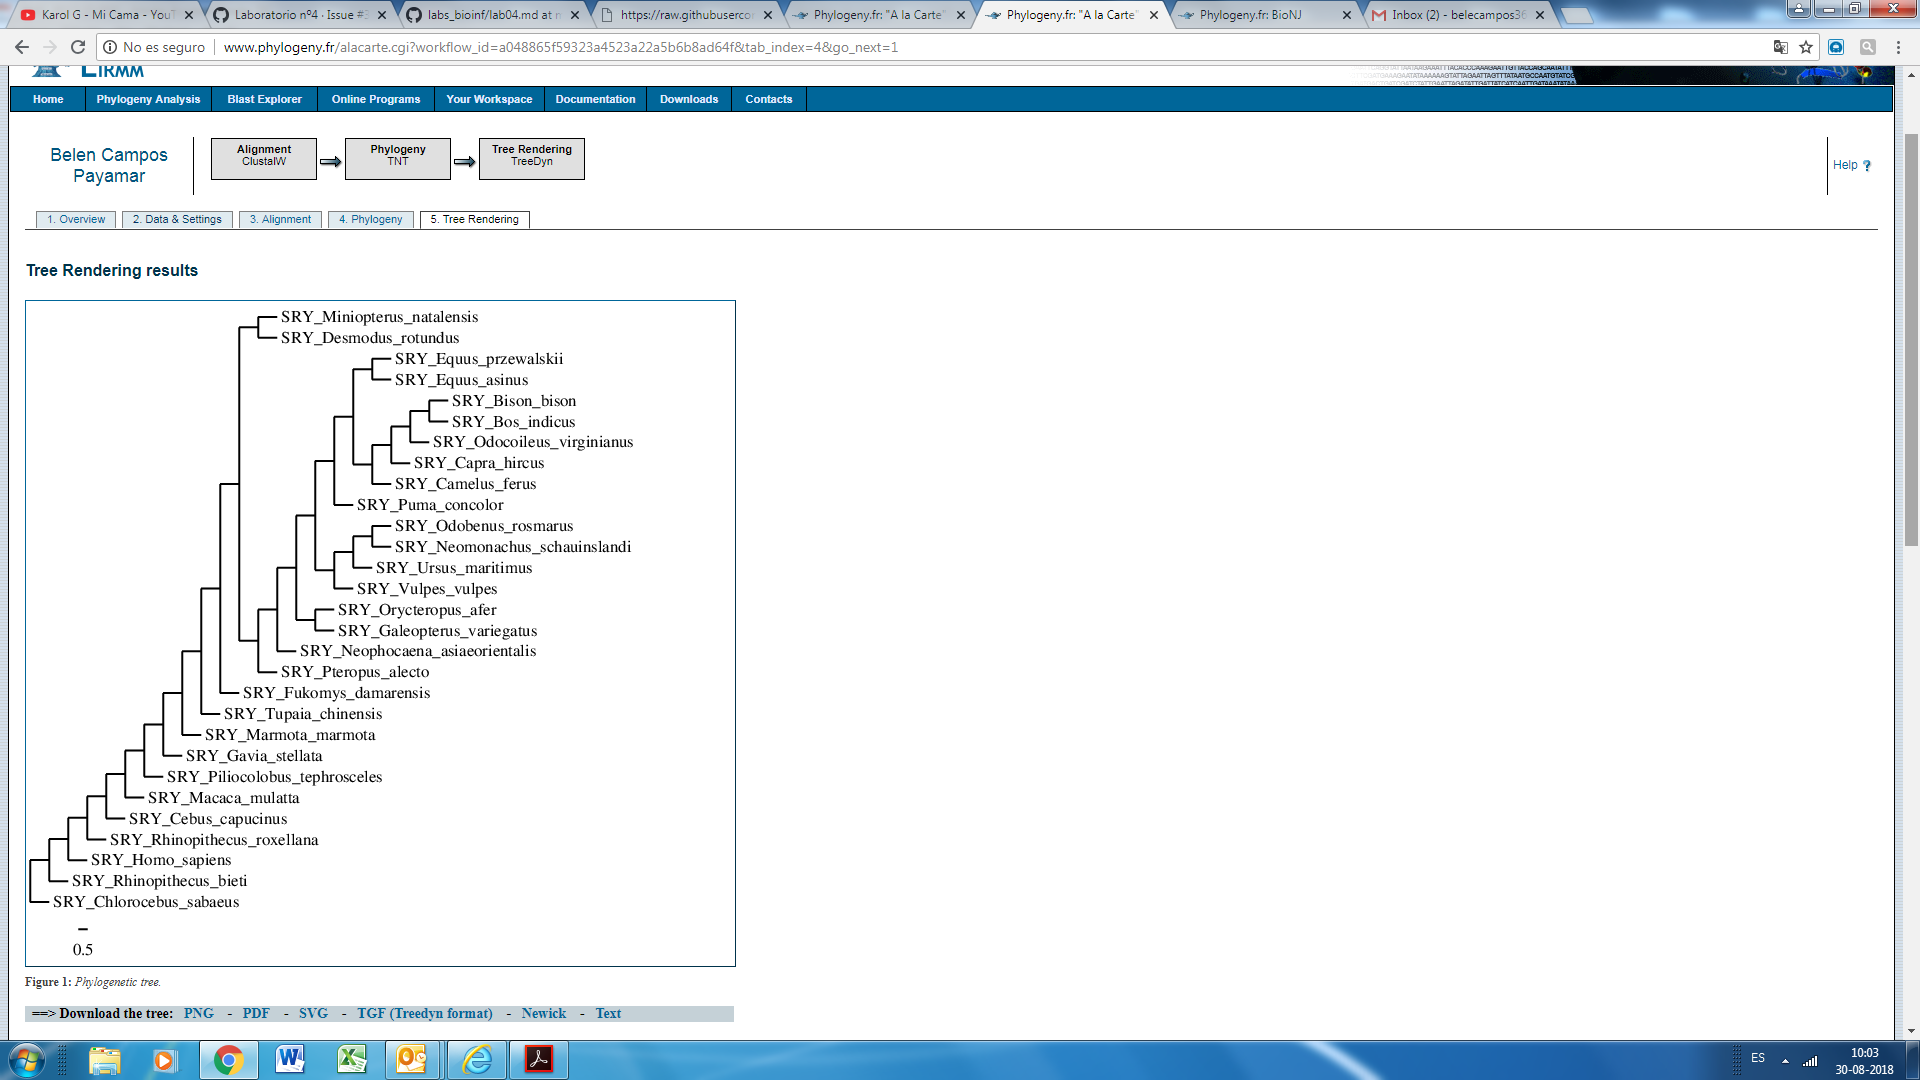 Karol G - Mi Cama - YouT
Laboratorio nº4 · Issue #3
labs_bioinf/lab04.md at m
https://raw.githubuserco
Phylogeny.fr: "A la Carte"
Phylogeny.fr: "A la Carte"
Phylogeny.fr: BioNJ
Inbox (2) - belecampos36
No es seguro | www.phylogeny.fr/alacarte.cgi?workflow_id=a048865f59323a4523a22a5b6b8ad64f&tab_index=4&go_next=1
LIRMM
Home
Phylogeny Analysis
Blast Explorer
Online Programs
Your Workspace
Documentation
Downloads
Contacts
Belen Campos
Payamar
Alignment
ClustalW
Phylogeny
TNT
Tree Rendering
TreeDyn
Help ?
1. Overview
2. Data & Settings
3. Alignment
4. Phylogeny
5. Tree Rendering
Tree Rendering results
SRY_Miniopterus_natalensis
SRY_Desmodus_rotundus
SRY_Equus_przewalskii
SRY_Equus_asinus
SRY_Bison_bison
SRY_Bos_indicus
SRY_Odocoileus_virginianus
SRY_Capra_hircus
SRY_Camelus_ferus
SRY_Puma_concolor
SRY_Odobenus_rosmarus
SRY_Neomonachus_schauinslandi
SRY_Ursus_maritimus
SRY_Vulpes_vulpes
SRY_Orycteropus_afer
SRY_Galeopterus_variegatus
SRY_Neophocaena_asiaeorientalis
SRY_Pteropus_alecto
SRY_Fukomys_damarensis
SRY_Tupaia_chinensis
SRY_Marmota_marmota
SRY_Gavia_stellata
SRY_Piliocolobus_tephrosceles
SRY_Macaca_mulatta
SRY_Cebus_capucinus
SRY_Rhinopithecus_roxellana
SRY_Homo_sapiens
SRY_Rhinopithecus_bieti
SRY_Chlorocebus_sabaeus
0.5
Figure 1: Phylogenetic tree.
==> Download the tree: PNG - PDF - SVG - TGF (Treedyn format) - Newick - Text
ES
10:03
30-08-2018